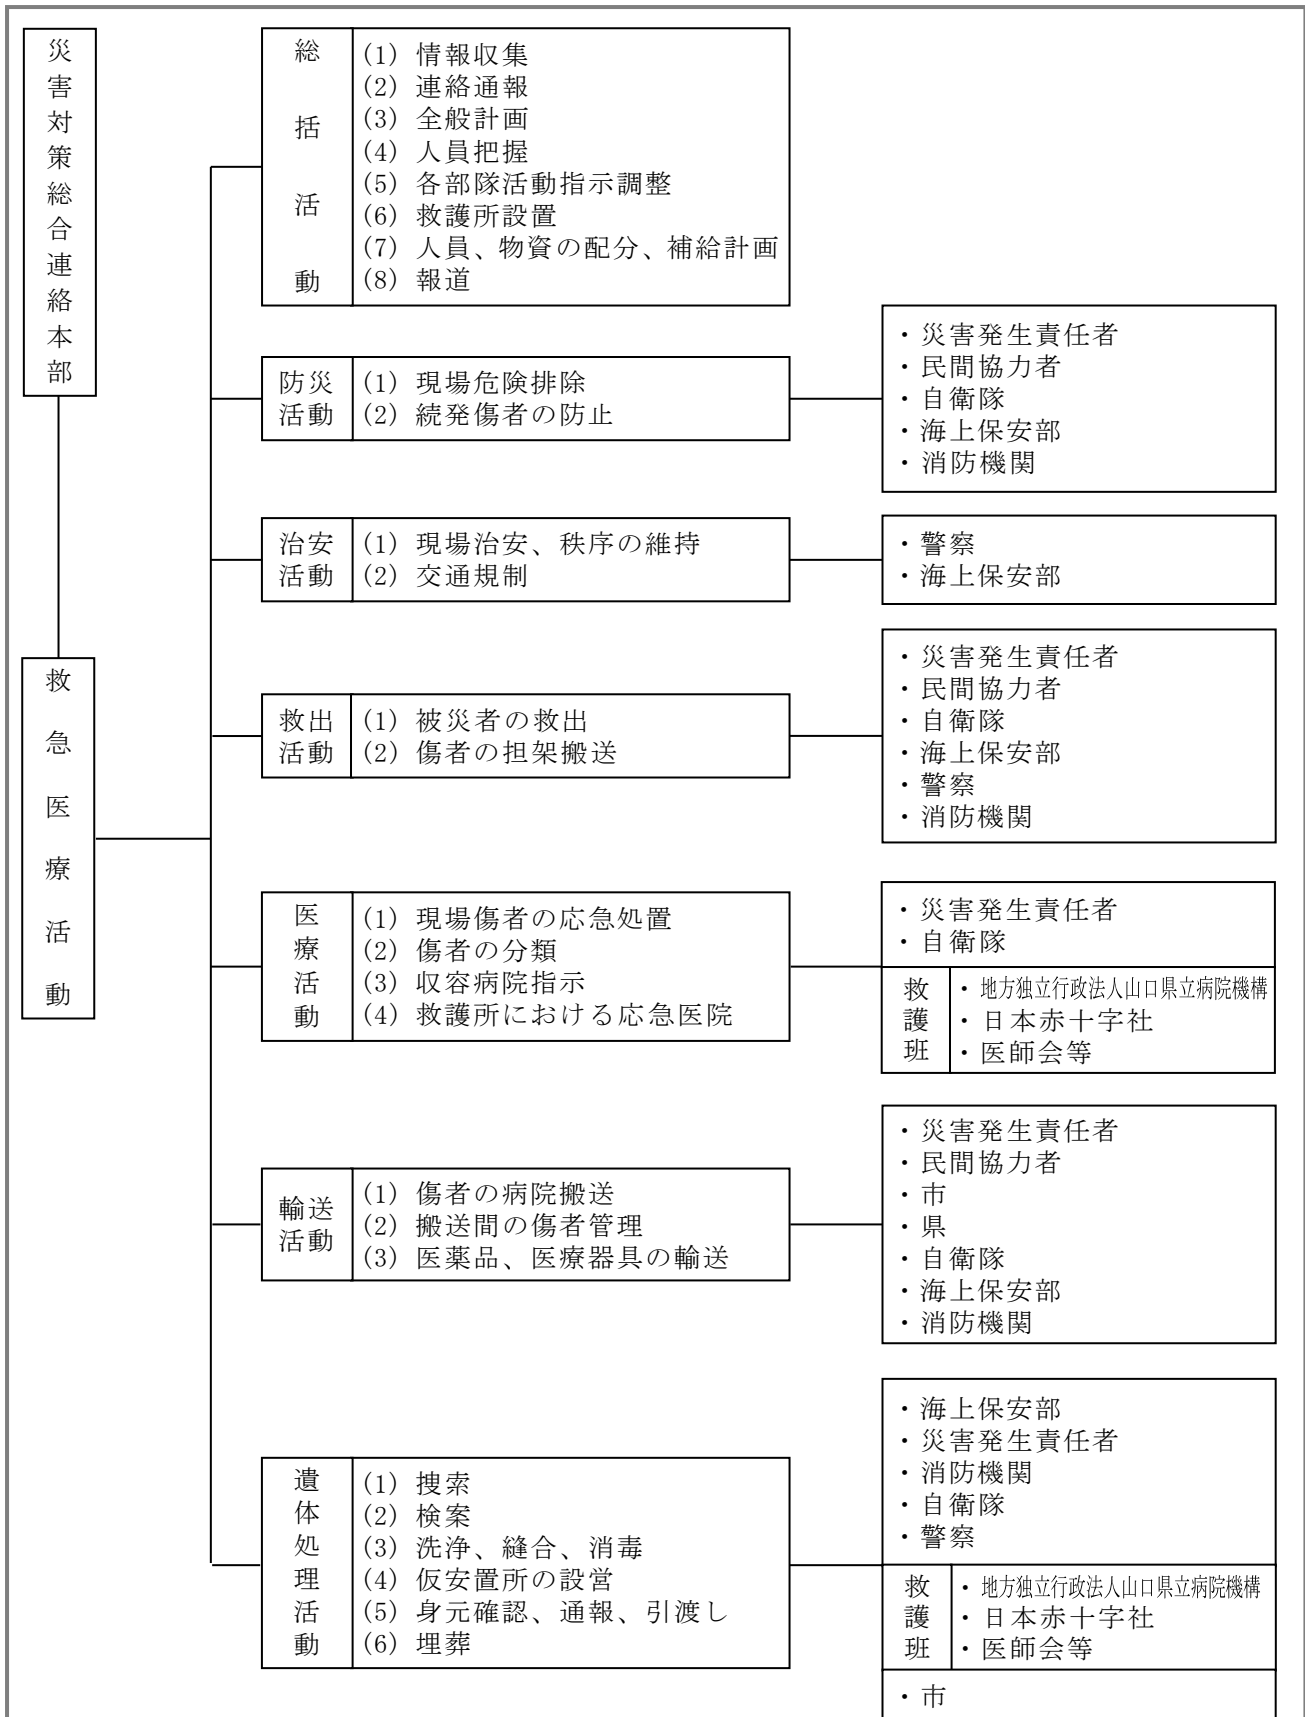 災害対策総合連絡本部
救急医療活動
総括活動
(1) 情報収集
(2) 連絡通報
(3) 全般計画
(4) 人員把握
(5) 各部隊活動指示調整
(6) 救護所設置
(7) 人員、物資の配分、補給計画
(8) 報道
防災
活動
(1) 現場危険排除
(2) 続発傷者の防止
・災害発生責任者
・民間協力者
・自衛隊
・海上保安部
・消防機関
治安
活動
(1) 現場治安、秩序の維持
(2) 交通規制
・警察
・海上保安部
救出
活動
(1) 被災者の救出
(2) 傷者の担架搬送
・災害発生責任者
・民間協力者
・自衛隊
・海上保安部
・警察
・消防機関
医療活動
(1) 現場傷者の応急処置
(2) 傷者の分類
(3) 収容病院指示
(4) 救護所における応急医院
・災害発生責任者
・自衛隊
救護班
・地方独立行政法人山口県立病院機構
・日本赤十字社
・医師会等
輸送
活動
(1) 傷者の病院搬送
(2) 搬送間の傷者管理
(3) 医薬品、医療器具の輸送
・災害発生責任者
・民間協力者
・市
・県
・自衛隊
・海上保安部
・消防機関
遺体処理活動
(1) 捜索
(2) 検案
(3) 洗浄、縫合、消毒
(4) 仮安置所の設営
(5) 身元確認、通報、引渡し
(6) 埋葬
・海上保安部
・災害発生責任者
・消防機関
・自衛隊
・警察
救護班
・地方独立行政法人山口県立病院機構
・日本赤十字社
・医師会等
・市